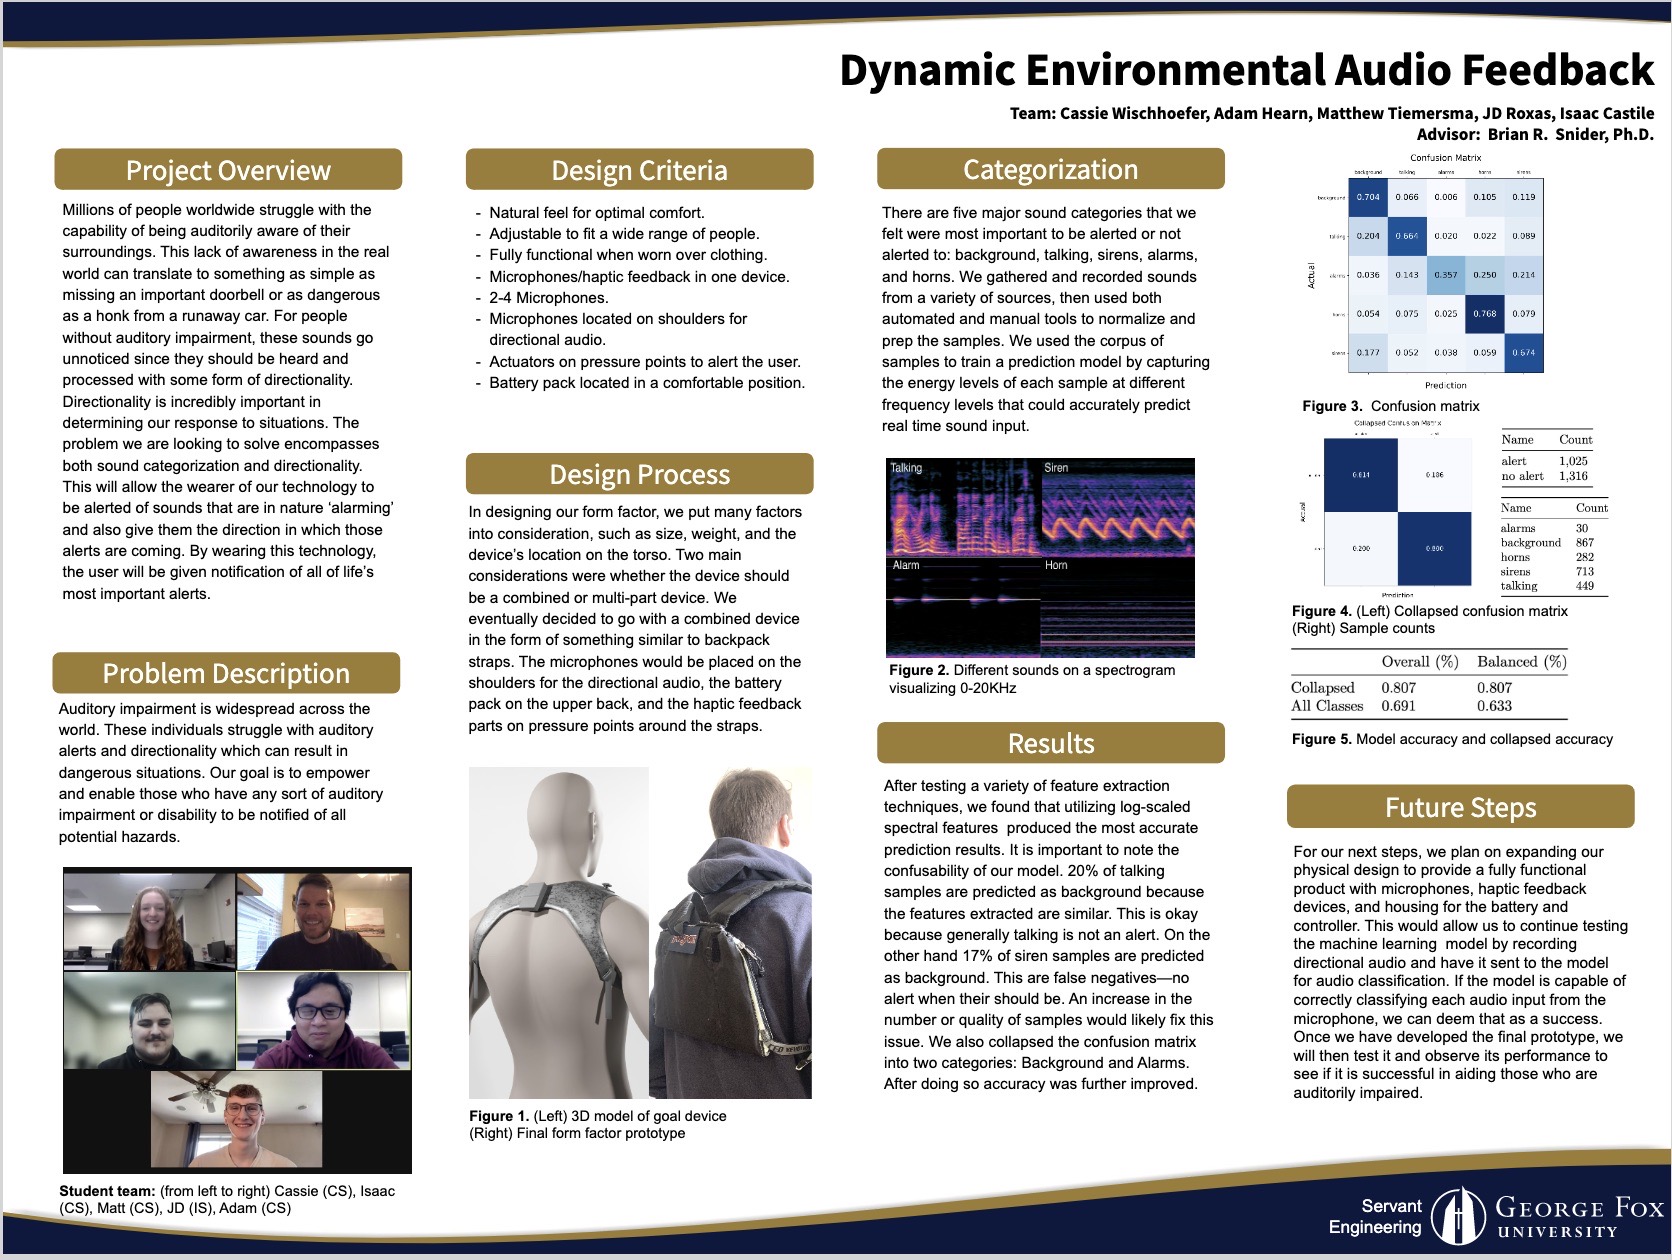 Dynamic Environmental Audio Feedback
Team: Cassie Wischhoefer, Adam Hearn, Matthew Tiemersma, JD Roxas, Isaac Castile
Advisor: Brian R. Snider, Ph.D.
Project Overview
Millions of people worldwide struggle with the
capability of being auditorily aware of their
surroundings. This lack of awareness in the real
world can translate to something as simple as
missing an important doorbell or as dangerous
as a honk from a runaway car. For people
without auditory impairment, these sounds go
unnoticed since they should be heard and
processed with some form of directionality.
Directionality is incredibly important in
determining our response to situations. The
problem we are looking to solve encompasses
both sound categorization and directionality.
This will allow the wearer of our technology to
be alerted of sounds that are in nature ‘alarming’
and also give them the direction in which those
alerts are coming. By wearing this technology,
the user will be given notification of all of life’s
most important alerts.
Problem Description
Auditory impairment is widespread across the
world. These individuals struggle with auditory
alerts and directionality which can result in
dangerous situations. Our goal is to empower
and enable those who have any sort of auditory
impairment or disability to be notified of all
potential hazards.
Student team: (from left to right) Cassie (CS), Isaac
(CS), Matt (CS), JD (IS), Adam (CS)
Design Criteria
- Natural feel for optimal comfort.
- Adjustable to fit a wide range of people.
- Fully functional when worn over clothing.
- Microphones/haptic feedback in one device.
- 2-4 Microphones.
- Microphones located on shoulders for
directional audio.
- Actuators on pressure points to alert the user.
- Battery pack located in a comfortable position.
Design Process
In designing our form factor, we put many factors
into consideration, such as size, weight, and the
device’s location on the torso. Two main
considerations were whether the device should
be a combined or multi-part device. We
eventually decided to go with a combined device
in the form of something similar to backpack
straps. The microphones would be placed on the
shoulders for the directional audio, the battery
pack on the upper back, and the haptic feedback
parts on pressure points around the straps.
Figure 1. (Left) 3D model of goal device
(Right) Final form factor prototype
Categorization
There are five major sound categories that we
felt were most important to be alerted or not
alerted to: background, talking, sirens, alarms,
and horns. We gathered and recorded sounds
from a variety of sources, then used both
automated and manual tools to normalize and
prep the samples. We used the corpus of
samples to train a prediction model by capturing
the energy levels of each sample at different
frequency levels that could accurately predict
real time sound input.
Talking
Siren
Alarm
Horn
Figure 2. Different sounds on a spectrogram
visualizing 0-20KHz
Results
After testing a variety of feature extraction
techniques, we found that utilizing log-scaled
spectral features produced the most accurate
prediction results. It is important to note the
confusability of our model. 20% of talking
samples are predicted as background because
the features extracted are similar. This is okay
because generally talking is not an alert. On the
other hand 17% of siren samples are predicted
as background. This are false negatives—no
alert when their should be. An increase in the
number or quality of samples would likely fix this
issue. We also collapsed the confusion matrix
into two categories: Background and Alarms.
After doing so accuracy was further improved.
Confusion Matrix
background talking alarms horns sirens
background 0.704 0.066 0.006 0.105 0.119
talking 0.204 0.664 0.020 0.022 0.089
alarms 0.036 0.143 0.357 0.250 0.214
horns 0.054 0.075 0.025 0.768 0.079
sirens 0.177 0.052 0.038 0.059 0.674
Actual
Prediction
Figure 3. Confusion matrix
Collapsed Confusion Matrix
0.814 0.186
0.200 0.800
Actual
Prediction
Name Count
alert 1,025
no alert 1,316
Name Count
alarms 30
background 867
horns 282
sirens 713
talking 449
Figure 4. (Left) Collapsed confusion matrix
(Right) Sample counts
Overall (%) Balanced (%)
Collapsed 0.807 0.807
All Classes 0.691 0.633
Figure 5. Model accuracy and collapsed accuracy
Future Steps
For our next steps, we plan on expanding our
physical design to provide a fully functional
product with microphones, haptic feedback
devices, and housing for the battery and
controller. This would allow us to continue testing
the machine learning model by recording
directional audio and have it sent to the model
for audio classification. If the model is capable of
correctly classifying each audio input from the
microphone, we can deem that as a success.
Once we have developed the final prototype, we
will then test it and observe its performance to
see if it is successful in aiding those who are
auditorily impaired.
Servant
Engineering
GEORGE FOX
UNIVERSITY